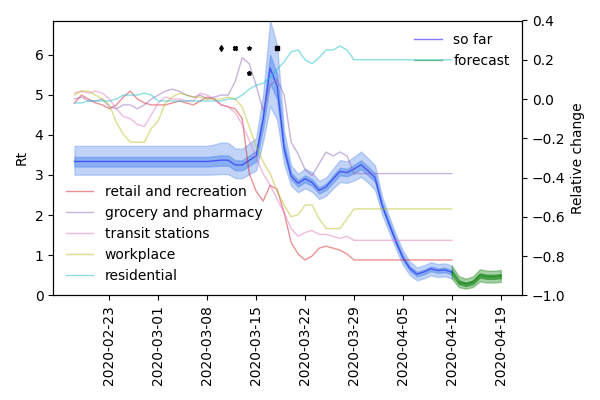 so far
forecast
retail and recreation
grocery and pharmacy
transit stations
workplace
residential
Rt
0
1
2
3
4
5
6
Relative change
0.4
0.2
0.0
−0.2
−0.4
−0.6
−0.8
−1.0
2020-02-23
2020-03-01
2020-03-08
2020-03-15
2020-03-22
2020-03-29
2020-04-05
2020-04-12
2020-04-19